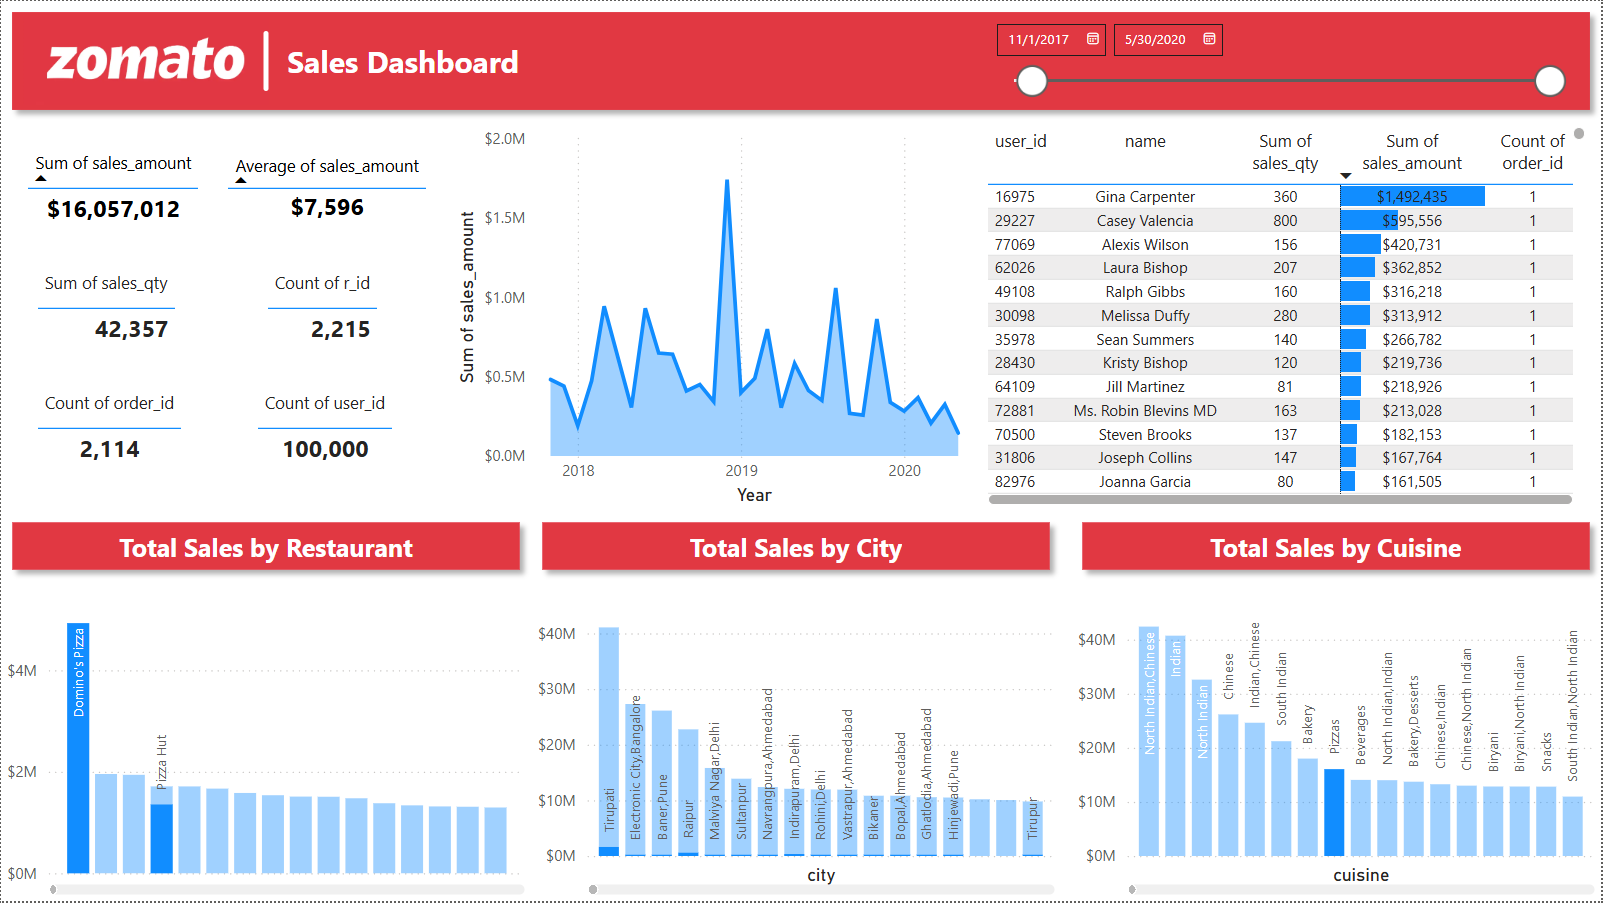 zomato
Sales Dashboard
11/1/2017
5/30/2020
Sum of sales_amount
$16,057,012
Average of sales_amount
$7,596
Sum of sales_qty
42,357
Count of r_id
2,215
Count of order_id
2,114
Count of user_id
100,000
Sum of sales_amount
$2.0M
$1.5M
$1.0M
$0.5M
$0.0M
2018 2019 2020
Year
user_id name Sum of sales_qty Sum of sales_amount Count of order_id
16975 Gina Carpenter 360 $1,492,435 1
29227 Casey Valencia 800 $595,556 1
77069 Alexis Wilson 156 $420,731 1
62026 Laura Bishop 207 $362,852 1
49108 Ralph Gibbs 160 $316,218 1
30098 Melissa Duffy 280 $313,912 1
35978 Sean Summers 140 $266,782 1
28430 Kristy Bishop 120 $219,736 1
64109 Jill Martinez 81 $218,926 1
72881 Ms. Robin Blevins MD 163 $213,028 1
70500 Steven Brooks 137 $182,153 1
31806 Joseph Collins 147 $167,764 1
82976 Joanna Garcia 80 $161,505 1
Total Sales by Restaurant
$4M
$2M
$0M
Domino's Pizza
Pizza Hut
Total Sales by City
$40M
$30M
$20M
$10M
$0M
Tirupati
Electronic City,Bangalore
Baner,Pune
Raipur
Malviya Nagar,Delhi
Sultanpur
Navrangpura,Ahmedabad
Indirapuram,Delhi
Rohini,Delhi
Vastrapur,Ahmedabad
Bikaner
Bopal,Ahmedabad
Ghatlodia,Ahmedabad
Hinjewadi,Pune
Tirupur
city
Total Sales by Cuisine
$40M
$30M
$20M
$10M
$0M
North Indian,Chinese
Indian
North Indian
Chinese
Indian,Chinese
South Indian
Bakery
Pizzas
Beverages
North Indian,Indian
Bakery,Desserts
Chinese,Indian
Chinese,North Indian
Biryani
Biryani,North Indian
Snacks
South Indian,North Indian
cuisine